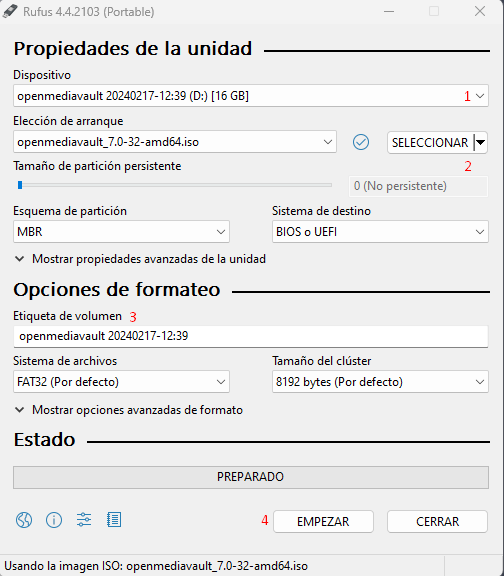 Rufus 4.4.2103 (Portable)
Propiedades de la unidad
Dispositivo
openmediavault 20240217-12:39 (D:) [16 GB] 1
Elección de arranque
openmediavault_7.0-32-amd64.iso SELECCIONAR
Tamaño de partición persistente 2
0 (No persistente)
Esquema de partición Sistema de destino
MBR BIOS o UEFI
Mostrar propiedades avanzadas de la unidad
Opciones de formateo
Etiqueta de volumen 3
openmediavault 20240217-12:39
Sistema de archivos Tamaño del clúster
FAT32 (Por defecto) 8192 bytes (Por defecto)
Mostrar opciones avanzadas de formato
Estado
PREPARADO
4 EMPEZAR CERRAR
Usando la imagen ISO: openmediavault_7.0-32-amd64.iso